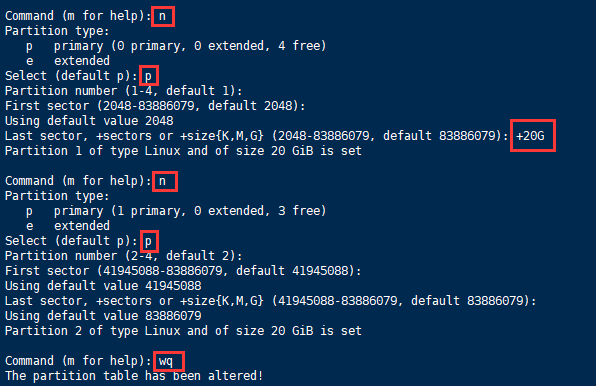 Command (m for help): n
Partition type:
   p   primary (0 primary, 0 extended, 4 free)
   e   extended
Select (default p): p
Partition number (1-4, default 1):
First sector (2048-83886079, default 2048):
Using default value 2048
Last sector, +sectors or +size{K,M,G} (2048-83886079, default 83886079): +20G
Partition 1 of type Linux and of size 20 GiB is set

Command (m for help): n
Partition type:
   p   primary (1 primary, 0 extended, 3 free)
   e   extended
Select (default p): p
Partition number (2-4, default 2):
First sector (41945088-83886079, default 41945088):
Using default value 41945088
Last sector, +sectors or +size{K,M,G} (41945088-83886079, default 83886079):
Using default value 83886079
Partition 2 of type Linux and of size 20 GiB is set

Command (m for help): wq
The partition table has been altered!